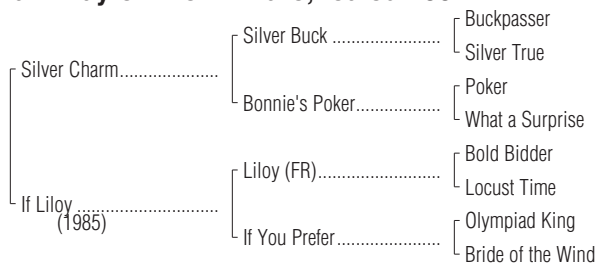 Silver Charm....................
Silver Buck ......................
Buckpasser
Silver True
Bonnie's Poker.................
Poker
What a Surprise
If Liloy .............................
(1985)
Liloy (FR).........................
Bold Bidder
Locust Time
If You Prefer.....................
Olympiad King
Bride of the Wind